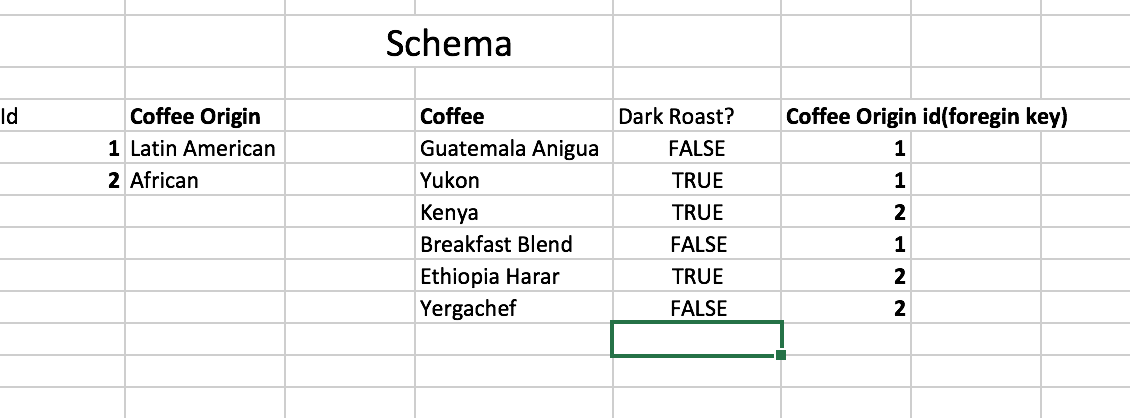 Schema
Id Coffee Origin Coffee Dark Roast? Coffee Origin id(foregin key)
1 Latin American Guatemala Anigua FALSE 1
2 African Yukon TRUE 1
Kenya TRUE 2
Breakfast Blend FALSE 1
Ethiopia Harar TRUE 2
Yergachef FALSE 2